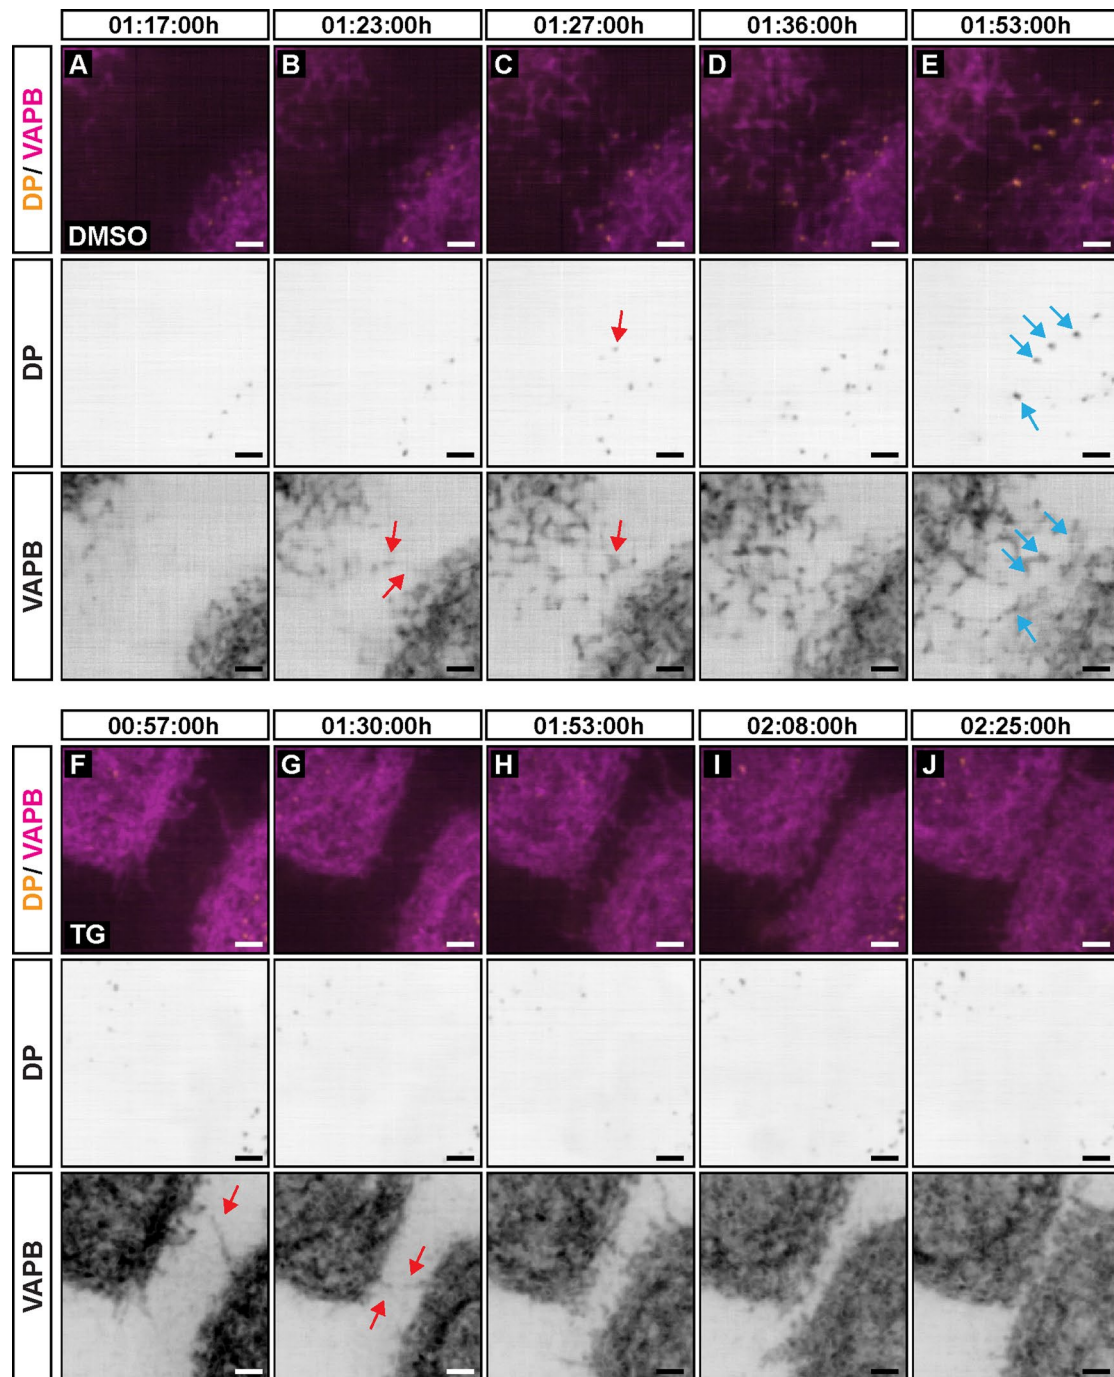 01:17:00h 01:23:00h 01:27:00h 01:36:00h 01:53:00h
DP/ VAPB
A B C D E
DMSO
DP
VAPB
00:57:00h 01:30:00h 01:53:00h 02:08:00h 02:25:00h
DP/ VAPB
F G H I J
TG
DP
VAPB